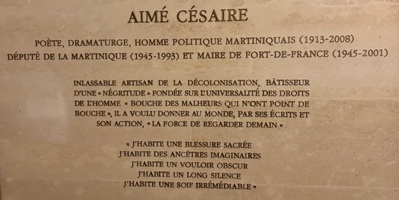 AIMÉ CÉSAIRE
POÈTE, DRAMATURGE, HOMME POLITIQUE MARTINIQUAIS (1913-2008)
DÉPUTÉ DE LA MARTINIQUE (1945-1993) ET MAIRE DE FORT-DE-FRANCE (1945-2001)
INLASSABLE ARTISAN DE LA DÉCOLONISATION, BÂTISSEUR
D'UNE « NÉGRITUDE » FONDÉE SUR L'UNIVERSALITÉ DES DROITS
DE L'HOMME « BOUCHE DES MALHEURS QUI N'ONT POINT DE
BOUCHE », IL A VOULU DONNER AU MONDE, PAR SES ÉCRITS ET
SON ACTION, « LA FORCE DE REGARDER DEMAIN »
« J'HABITE UNE BLESSURE SACRÉE
J'HABITE DES ANCÊTRES IMAGINAIRES
J'HABITE UN VOULOIR OBSCUR
J'HABITE UN LONG SILENCE
J'HABITE UNE SOIF IRRÉMÉDIABLE »